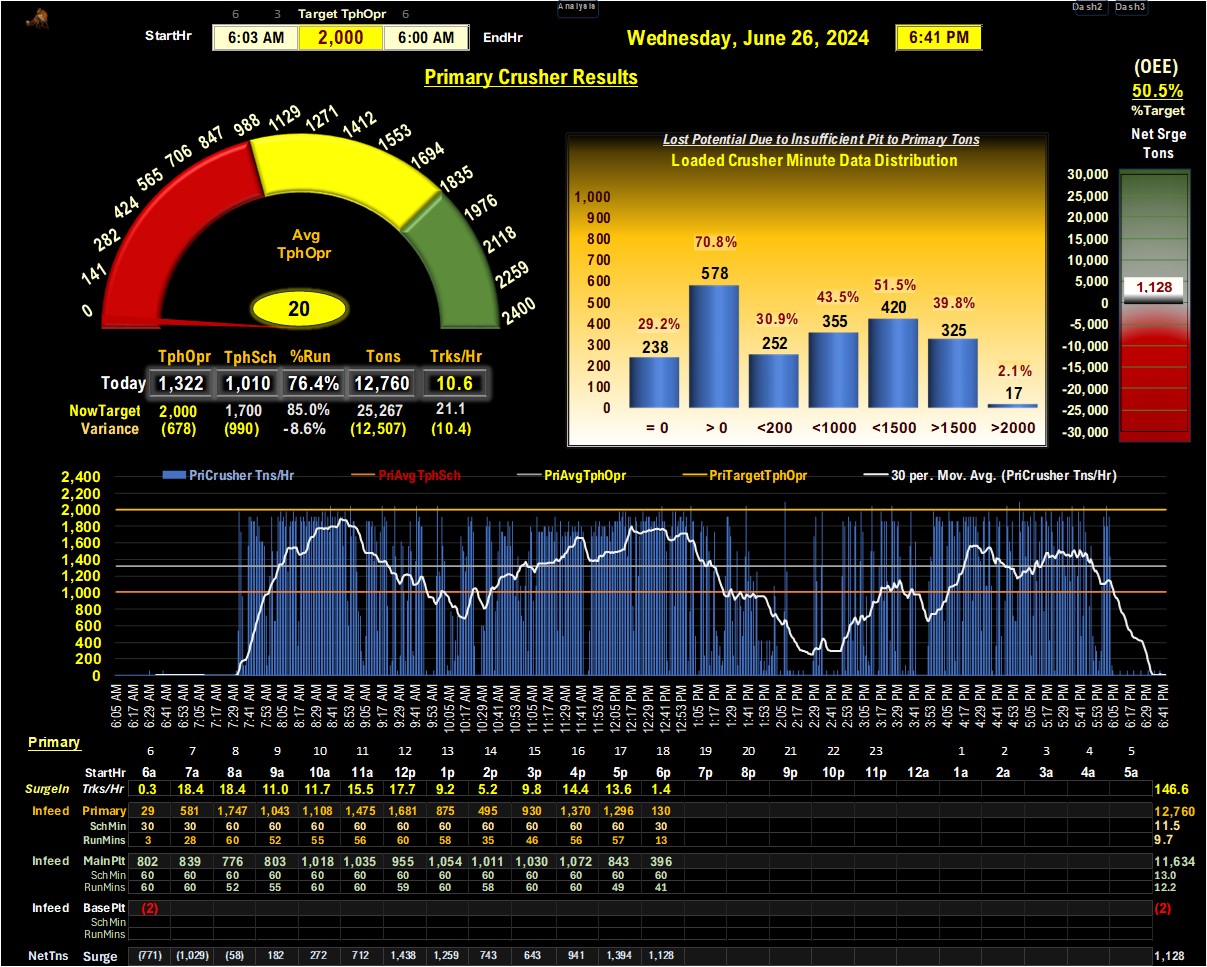 Analysis Dash2 Dash3
6 3 Target TphOpr 6
StartHr 6:03 AM 2,000 6:00 AM EndHr Wednesday, June 26, 2024 6:41 PM
Primary Crusher Results
(OEE)
50.5%
%Target
Net Srge
Tons
0 141 282 424 565 706 847 988 1129 1271 1412 1553 1694 1835 1976 2118 2259 2400
Avg
TphOpr
20
TphOpr TphSch %Run Tons Trks/Hr
Today 1,322 1,010 76.4% 12,760 10.6
NowTarget 2,000 1,700 85.0% 25,267 21.1
Variance (678) (990) -8.6% (12,507) (10.4)
Lost Potential Due to Insufficient Pit to Primary Tons
Loaded Crusher Minute Data Distribution
1,000
900
800
700
600
500
400
300
200
100
0
29.2% 70.8% 30.9% 43.5% 51.5% 39.8% 2.1%
238 578 252 355 420 325 17
= 0 > 0 <200 <1000 <1500 >1500 >2000
30,000
25,000
20,000
15,000
10,000
5,000
0
-5,000
-10,000
-15,000
-20,000
-25,000
-30,000
1,128
PriCrusher Tns/Hr PriAvgTphSch PriAvgTphOpr PriTargetTphOpr 30 per. Mov. Avg. (PriCrusher Tns/Hr)
2,400
2,200
2,000
1,800
1,600
1,400
1,200
1,000
800
600
400
200
0
6:05 AM 6:17 AM 6:29 AM 6:41 AM 6:53 AM 7:05 AM 7:17 AM 7:29 AM 7:41 AM 7:53 AM 8:05 AM 8:17 AM 8:29 AM 8:41 AM 8:53 AM 9:05 AM 9:17 AM 9:29 AM 9:41 AM 9:53 AM 10:05 AM 10:17 AM 10:29 AM 10:41 AM 10:53 AM 11:05 AM 11:17 AM 11:29 AM 11:41 AM 11:53 AM 12:05 PM 12:17 PM 12:29 PM 12:41 PM 12:53 PM 1:05 PM 1:17 PM 1:29 PM 1:41 PM 1:53 PM 2:05 PM 2:17 PM 2:29 PM 2:41 PM 2:53 PM 3:05 PM 3:17 PM 3:29 PM 3:41 PM 3:53 PM 4:05 PM 4:17 PM 4:29 PM 4:41 PM 4:53 PM 5:05 PM 5:17 PM 5:29 PM 5:41 PM 5:53 PM 6:05 PM 6:17 PM 6:29 PM 6:41 PM
Primary
6 7 8 9 10 11 12 13 14 15 16 17 18 19 20 21 22 23 1 2 3 4 5
StartHr 6a 7a 8a 9a 10a 11a 12p 1p 2p 3p 4p 5p 6p 7p 8p 9p 10p 11p 12a 1a 2a 3a 4a 5a
SurgeIn Trks/Hr 0.3 18.4 18.4 11.0 11.7 15.5 17.7 9.2 5.2 9.8 14.4 13.6 1.4 146.6
Infeed Primary 29 581 1,747 1,043 1,108 1,475 1,681 875 495 930 1,370 1,296 130 12,760
SchMin 30 30 60 60 60 60 60 60 60 60 60 60 30 11.5
RunMins 3 28 60 52 55 56 60 58 35 46 56 57 13 9.7
Infeed MainPlt 802 839 776 803 1,018 1,035 955 1,054 1,011 1,030 1,072 843 396 11,634
SchMin 60 60 60 60 60 60 60 60 60 60 60 60 60 13.0
RunMins 60 60 52 55 60 60 59 60 58 60 60 49 41 12.2
Infeed BasePlt (2) (2)
SchMin
RunMins
NetTns Surge (771) (1,029) (58) 182 272 712 1,438 1,259 743 643 941 1,394 1,128 1,128